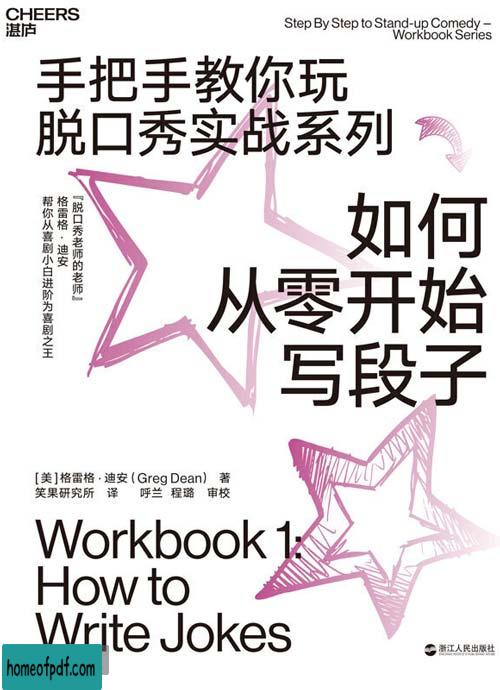 CHEERS
湛庐
Step By Step to Stand-up Comedy –
Workbook Series
手把手教你玩
脱口秀实战系列
『脱口秀老师的老师』
格雷格·迪安
帮你从喜剧小白进阶为喜剧之王
如何
从零开始
写段子
[美]格雷格·迪安(Greg Dean) 著
笑果研究所 译 呼兰 程璐 审校
Workbook 1:
How to
Write Jokes
浙江人民出版社
homeofpdf.com